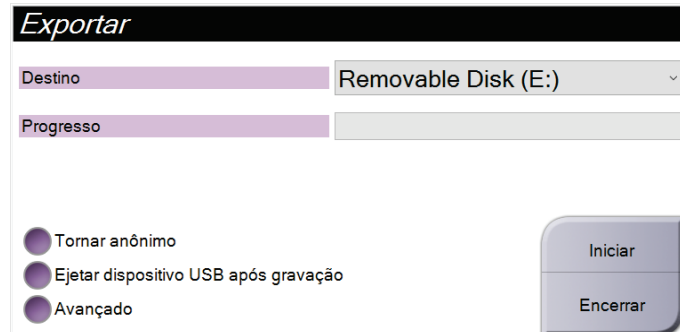 Exportar
Destino
Removable Disk (E:)
Progresso
Tornar anônimo
Ejetar dispositivo USB após gravação
Avançado
Iniciar
Encerrar